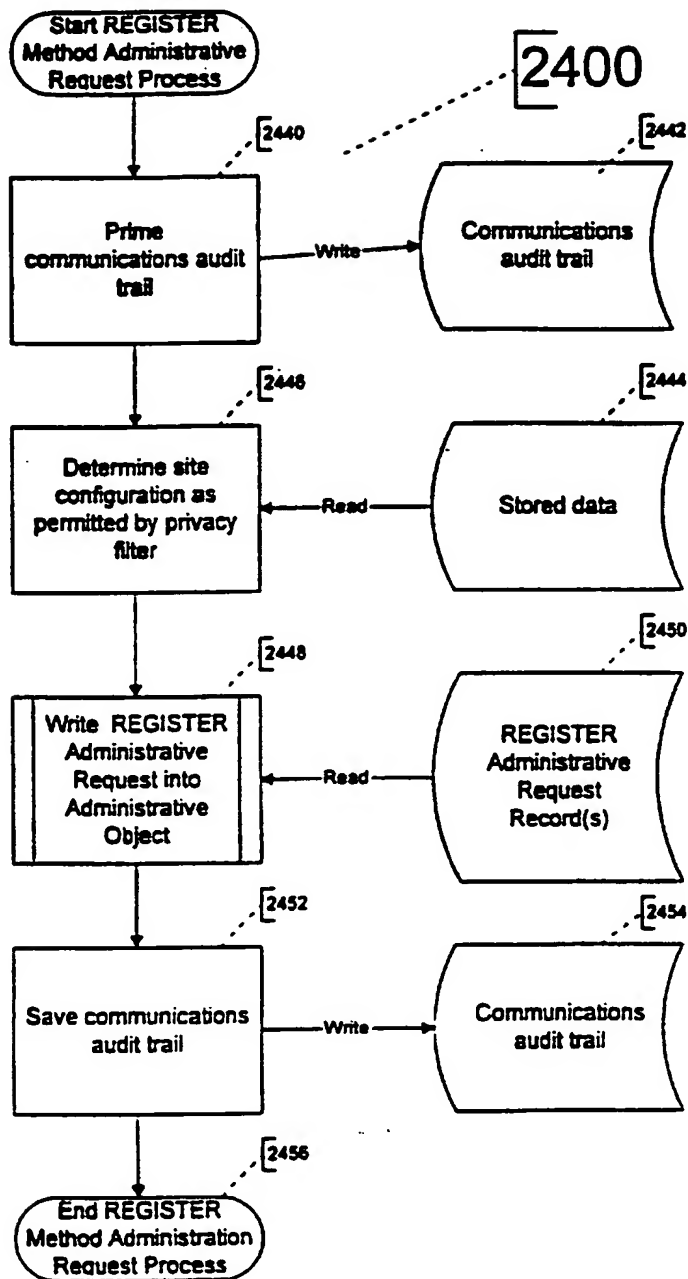 Start REGISTER
Method Administrative
Request Process
2400
2440
2442
Prime
communications audit
trail
Write
Communications
audit trail
2446
2444
Determine site
configuration as
permitted by privacy
filter
Read
Stored data
2448
2450
Write REGISTER
Administrative
Request into
Administrative
Object
Read
REGISTER
Administrative
Request
Record(s)
2452
2454
Save communications
audit trail
Write
Communications
audit trail
2456
End REGISTER
Method Administration
Request Process